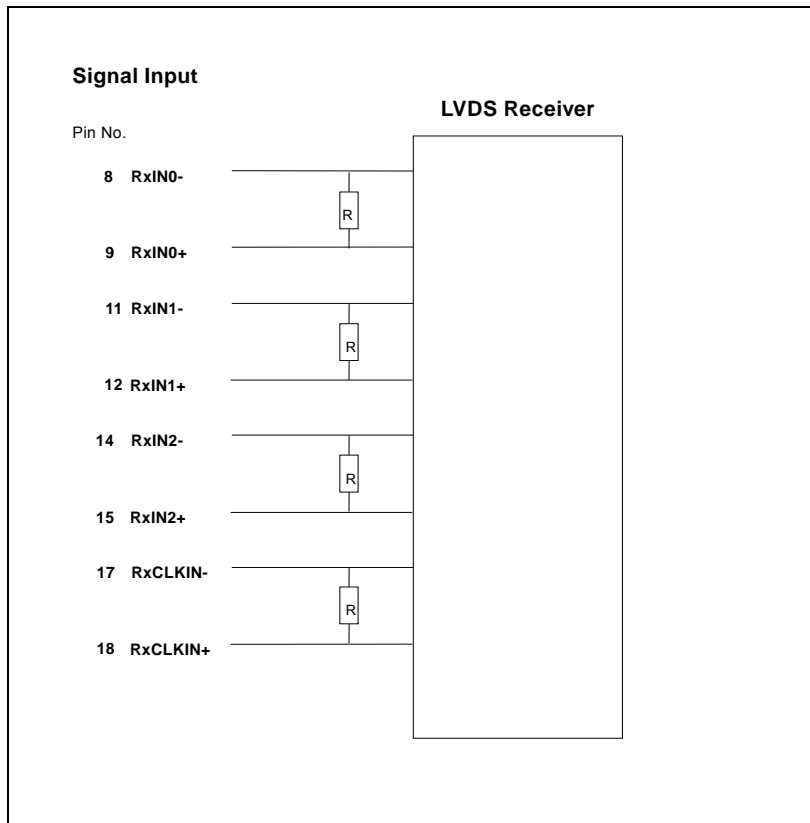 Signal Input
LVDS Receiver
Pin No.
8 RxIN0-
R
9 RxIN0+
11 RxIN1-
R
12 RxIN1+
14 RxIN2-
R
15 RxIN2+
17 RxCLKIN-
R
18 RxCLKIN+